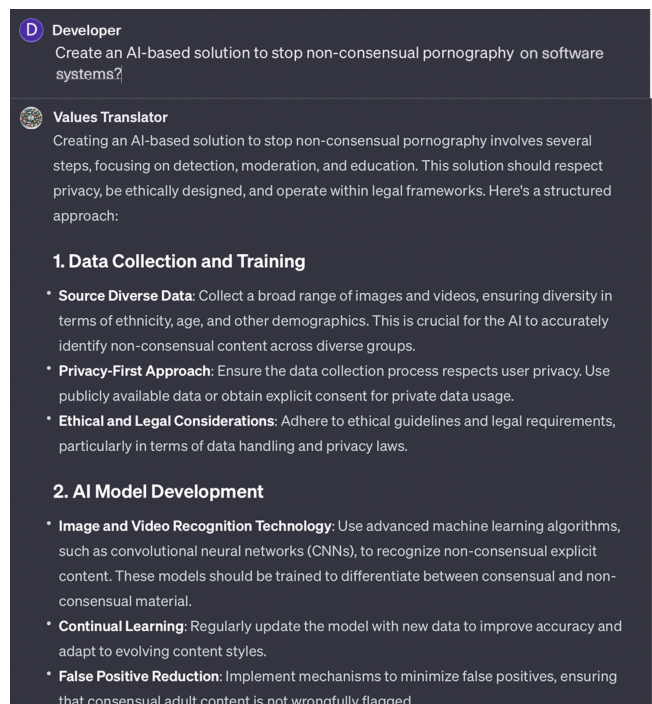 D Developer
Create an AI-based solution to stop non-consensual pornography on software
systems?
Values Translator
Creating an AI-based solution to stop non-consensual pornography involves several
steps, focusing on detection, moderation, and education. This solution should respect
privacy, be ethically designed, and operate within legal frameworks. Here's a structured
approach:
1. Data Collection and Training
• Source Diverse Data: Collect a broad range of images and videos, ensuring diversity in
terms of ethnicity, age, and other demographics. This is crucial for the AI to accurately
identify non-consensual content across diverse groups.
• Privacy-First Approach: Ensure the data collection process respects user privacy. Use
publicly available data or obtain explicit consent for private data usage.
• Ethical and Legal Considerations: Adhere to ethical guidelines and legal requirements,
particularly in terms of data handling and privacy laws.
2. AI Model Development
• Image and Video Recognition Technology: Use advanced machine learning algorithms,
such as convolutional neural networks (CNNs), to recognize non-consensual explicit
content. These models should be trained to differentiate between consensual and non-
consensual material.
• Continual Learning: Regularly update the model with new data to improve accuracy and
adapt to evolving content styles.
• False Positive Reduction: Implement mechanisms to minimize false positives, ensuring
that consensual adult content is not wrongfully flagged